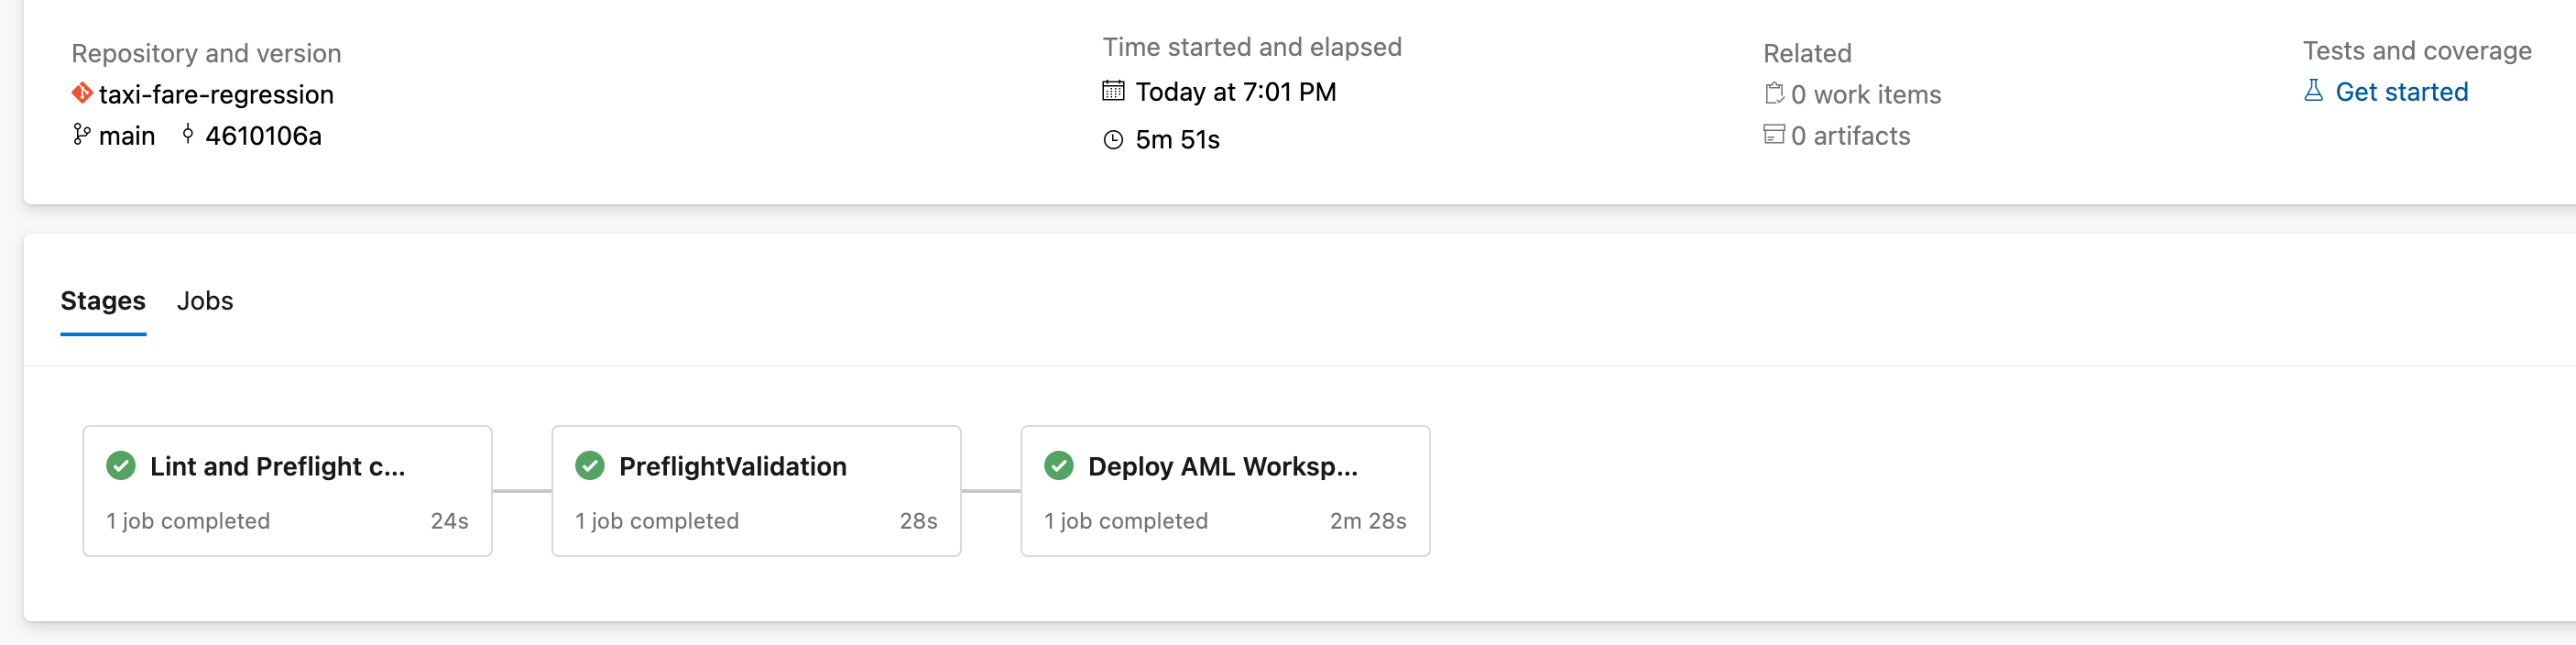 Repository and version
taxi-fare-regression
main 4610106a
Time started and elapsed
Today at 7:01 PM
5m 51s
Related
0 work items
0 artifacts
Tests and coverage
Get started
Stages Jobs
Lint and Preflight c...
1 job completed 24s
PreflightValidation
1 job completed 28s
Deploy AML Worksp...
1 job completed 2m 28s